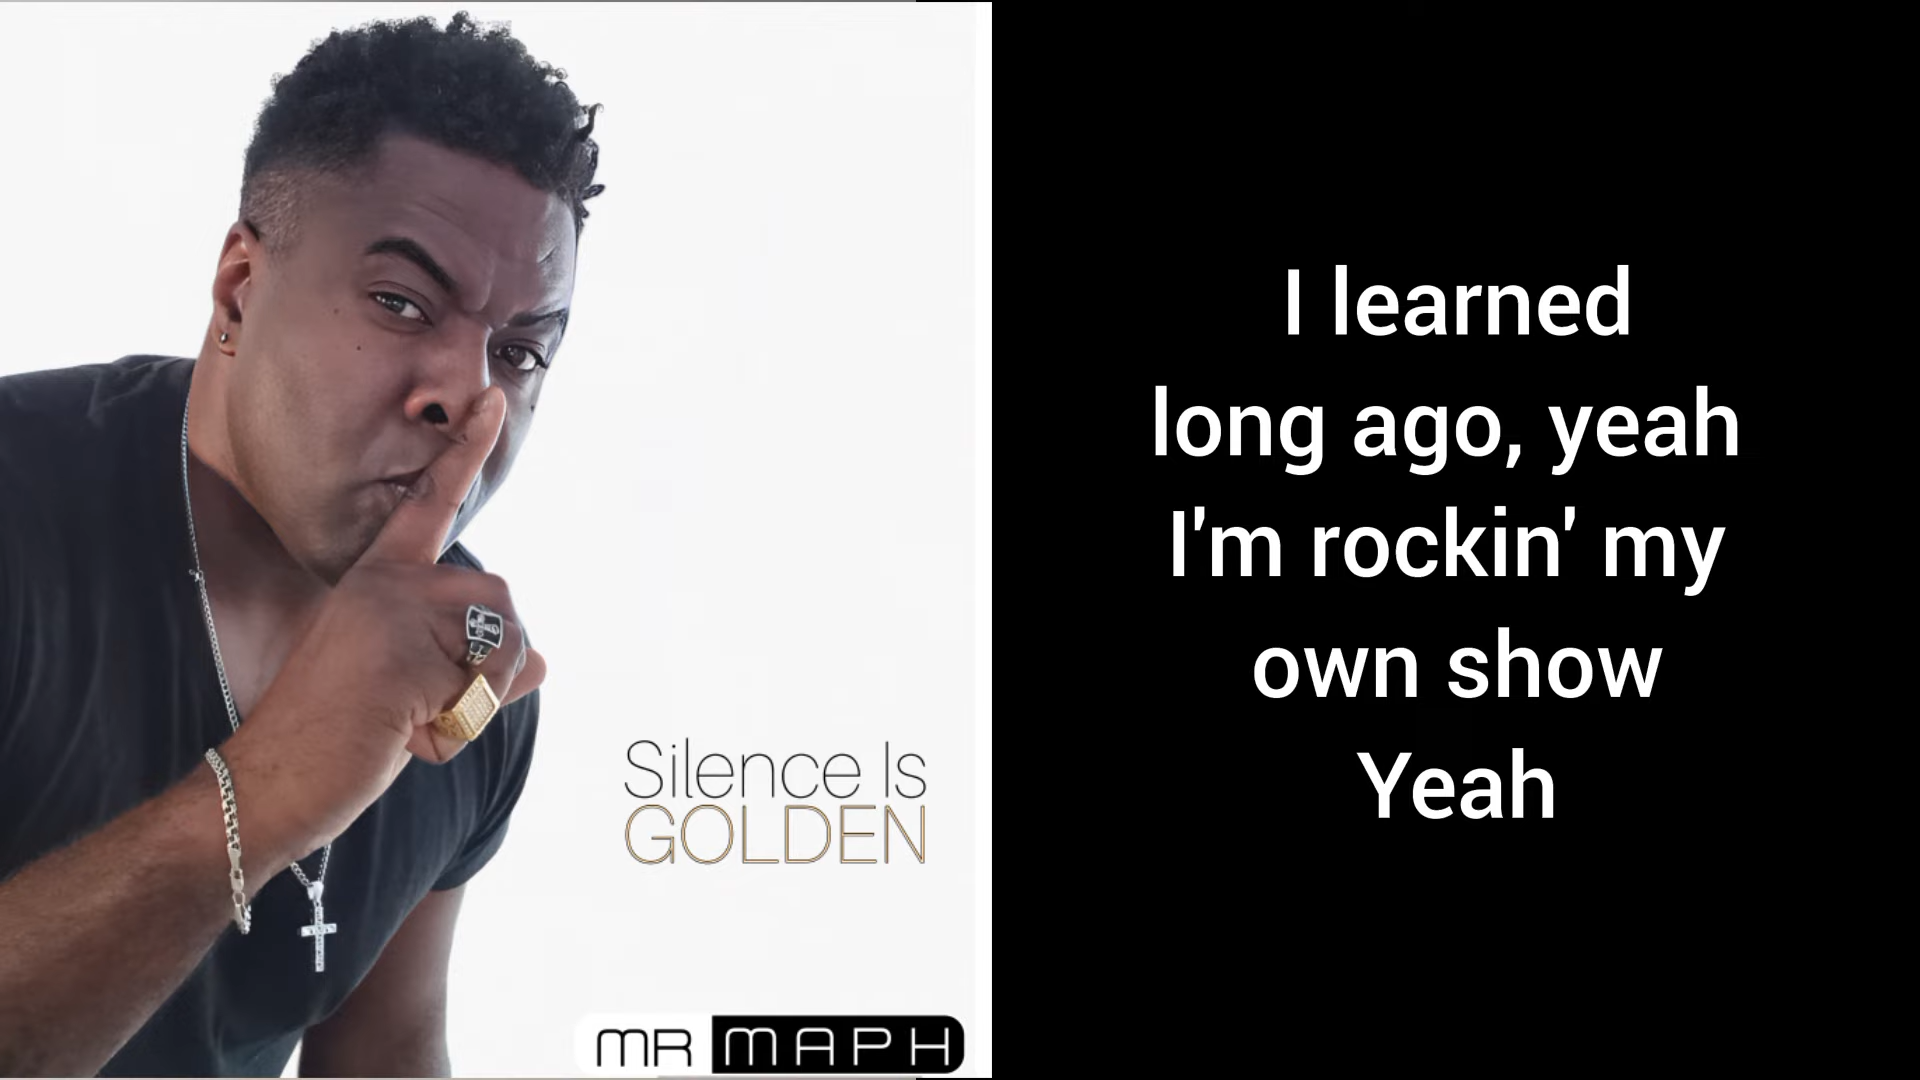 Silence Is
GOLDEN
MR MAPH
I learned
long ago, yeah
I'm rockin' my
own show
Yeah